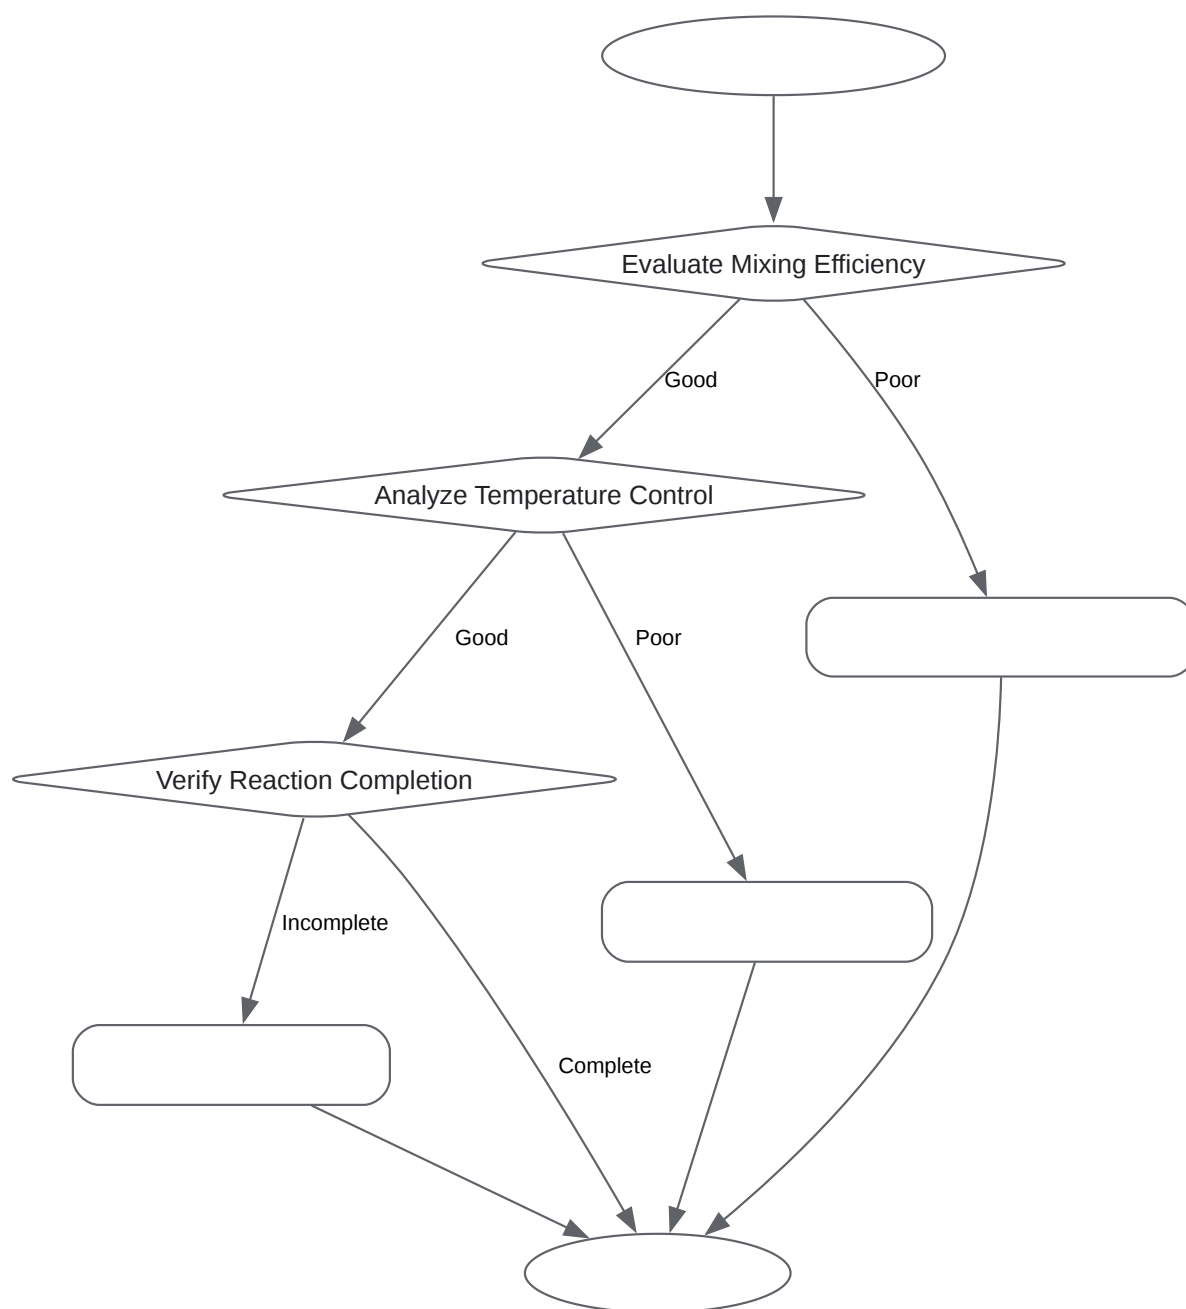 Evaluate Mixing Efficiency
Good
Poor
Analyze Temperature Control
Good
Poor
Verify Reaction Completion
Incomplete
Complete